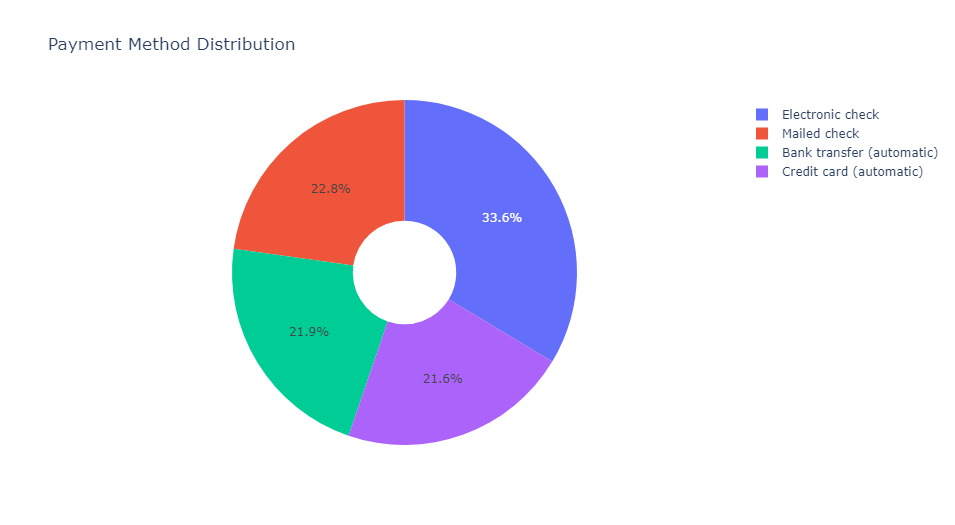 Payment Method Distribution
Electronic check
Mailed check
Bank transfer (automatic)
Credit card (automatic)
22.8%
33.6%
21.9%
21.6%